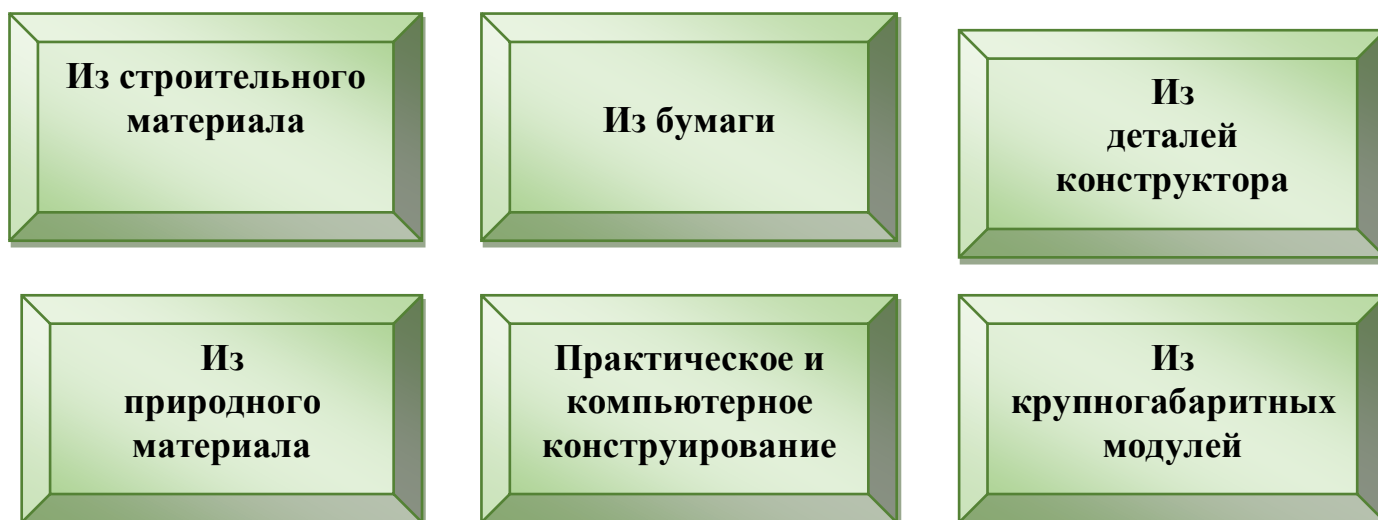 Из строительного
материала
Из бумаги
Из
деталей
конструктора
Из
природного
материала
Практическое и
компьютерное
конструирование
Из
крупногабаритных
модулей